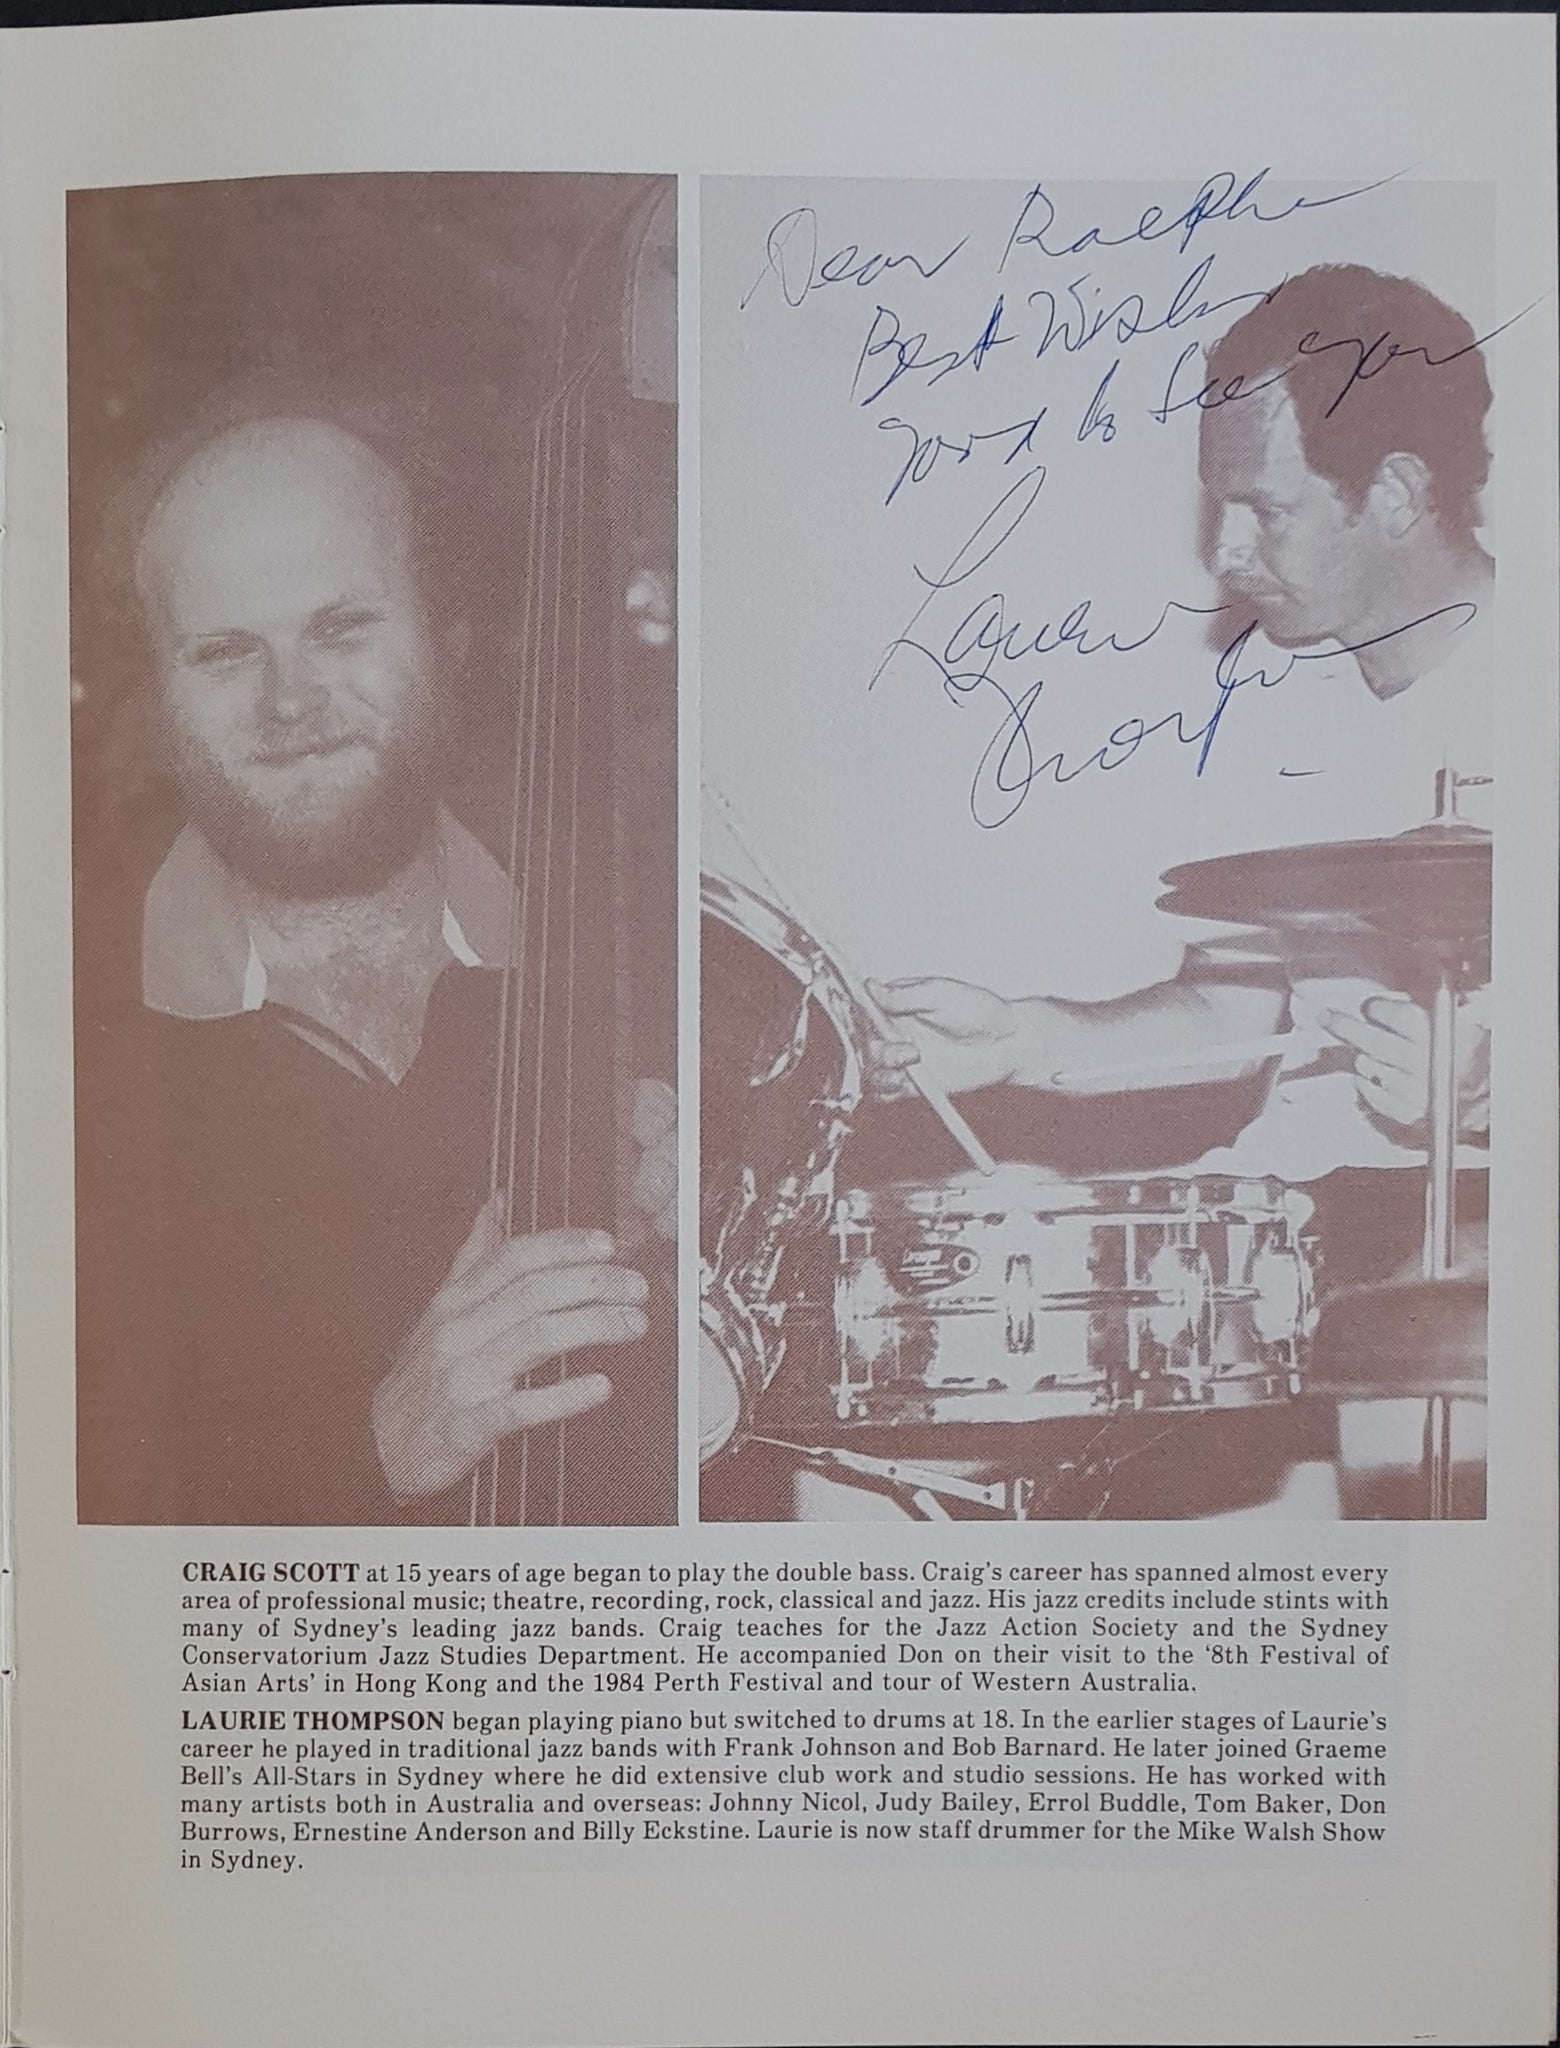 Dear Ralph
Best Wishes
good to see you
Laurie
Thompson
CRAIG SCOTT at 15 years of age began to play the double bass. Craig's career has spanned almost every
area of professional music; theatre, recording, rock, classical and jazz. His jazz credits include stints with
many of Sydney's leading jazz bands. Craig teaches for the Jazz Action Society and the Sydney
Conservatorium Jazz Studies Department. He accompanied Don on their visit to the ‘8th Festival of
Asian Arts’ in Hong Kong and the 1984 Perth Festival and tour of Western Australia.
LAURIE THOMPSON began playing piano but switched to drums at 18. In the earlier stages of Laurie's
career he played in traditional jazz bands with Frank Johnson and Bob Barnard. He later joined Graeme
Bell's All-Stars in Sydney where he did extensive club work and studio sessions. He has worked with
many artists both in Australia and overseas: Johnny Nicol, Judy Bailey, Errol Buddle, Tom Baker, Don
Burrows, Ernestine Anderson and Billy Eckstine. Laurie is now staff drummer for the Mike Walsh Show
in Sydney.